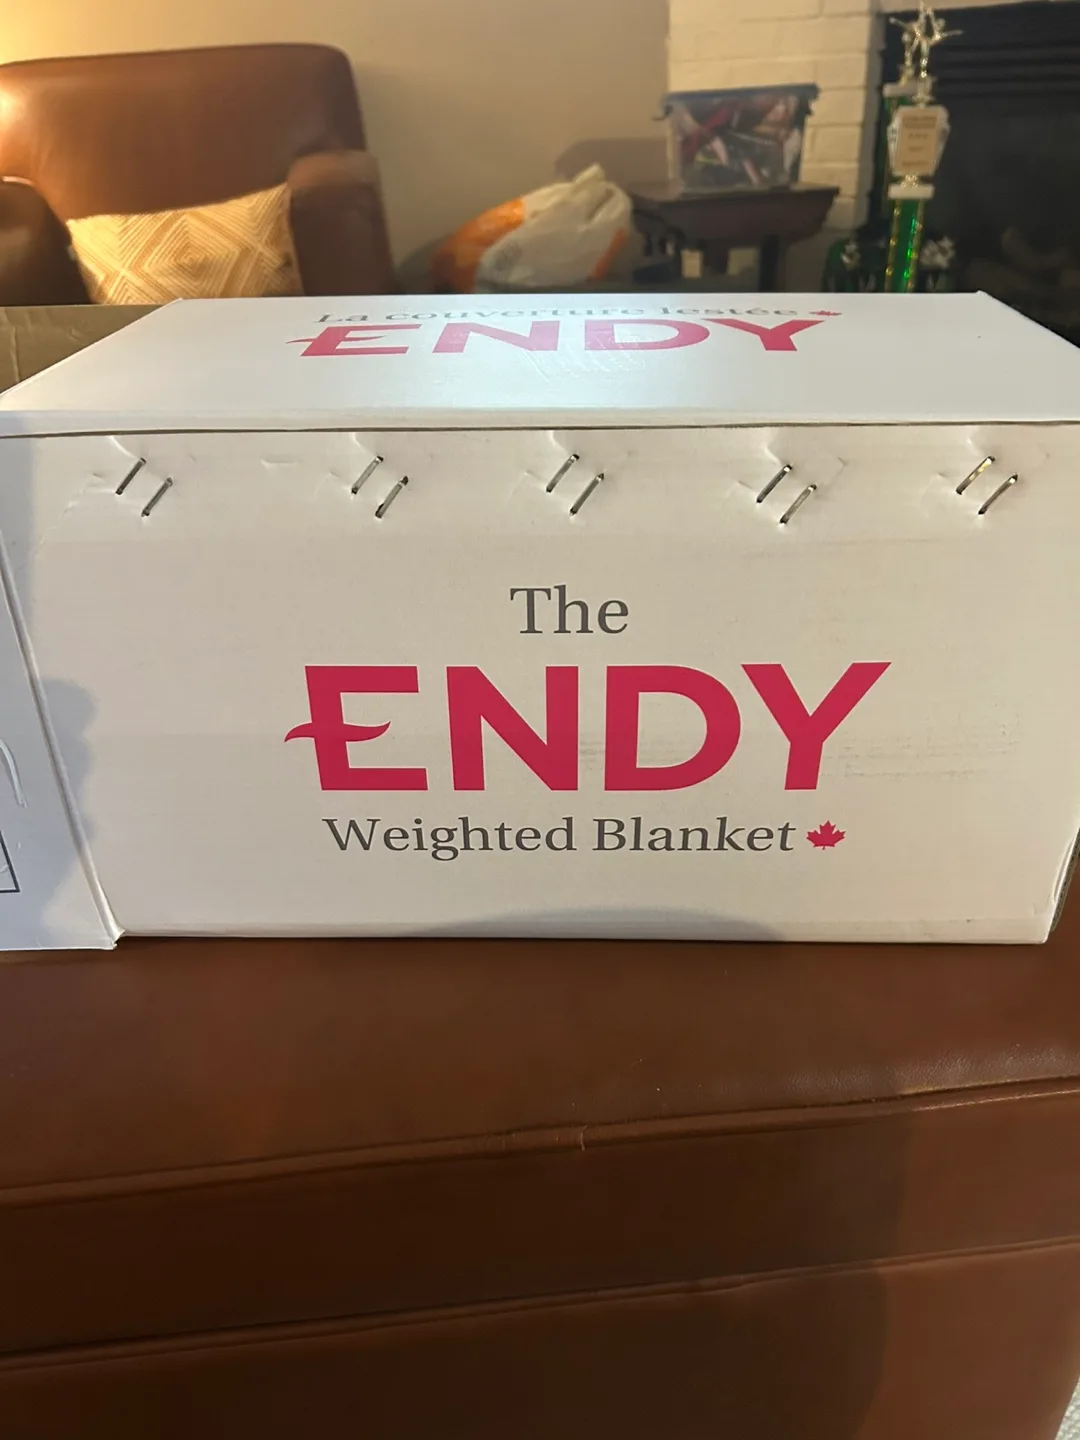 La couverture lestée
ENDY
The
ENDY
Weighted Blanket